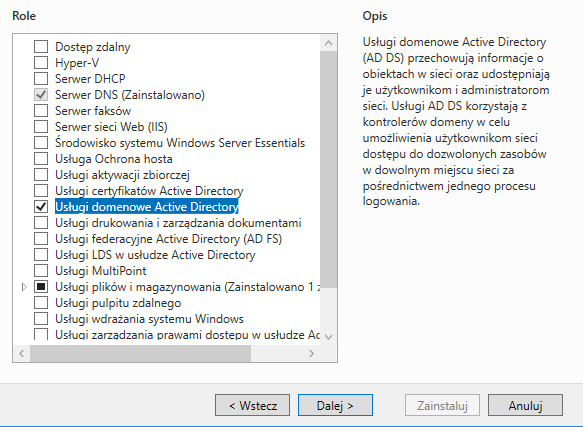 Role
Opis
Dostęp zdalny
Hyper-V
Serwer DHCP
Serwer DNS (Zainstalowano)
Serwer faksów
Serwer sieci Web (IIS)
Środowisko systemu Windows Server Essentials
Usługa Ochrona hosta
Usługi aktywacji zbiorczej
Usługi certyfikatów Active Directory
Usługi domenowe Active Directory
Usługi drukowania i zarządzania dokumentami
Usługi federacyjne Active Directory (AD FS)
Usługi LDS w usłudze Active Directory
Usługi MultiPoint
Usługi plików i magazynowania (Zainstalowano 1 z
Usługi pulpitu zdalnego
Usługi wdrażania systemu Windows
Usługi zarządzania prawami dostępu w usłudze Ac
Usługi domenowe Active Directory
(AD DS) przechowują informacje o
obiektach w sieci oraz udostępniają
je użytkownikom i administratorom
sieci. Usługi AD DS korzystają z
kontrolerów domeny w celu
umożliwienia użytkownikom sieci
dostępu do dozwolonych zasobów
w dowolnym miejscu sieci za
pośrednictwem jednego procesu
logowania.
< Wstecz
Dalej >
Zainstaluj
Anuluj